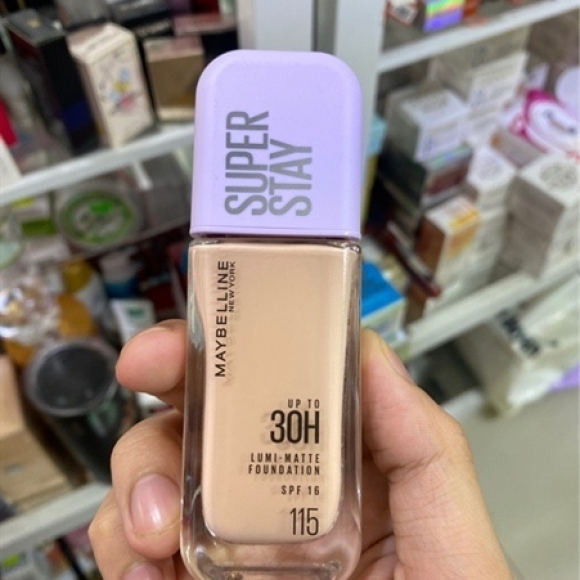 SUPER
STAY
MAYBELLINE
NEW YORK
UP TO
30H
LUMI-MATTE
FOUNDATION
SPF 16
115